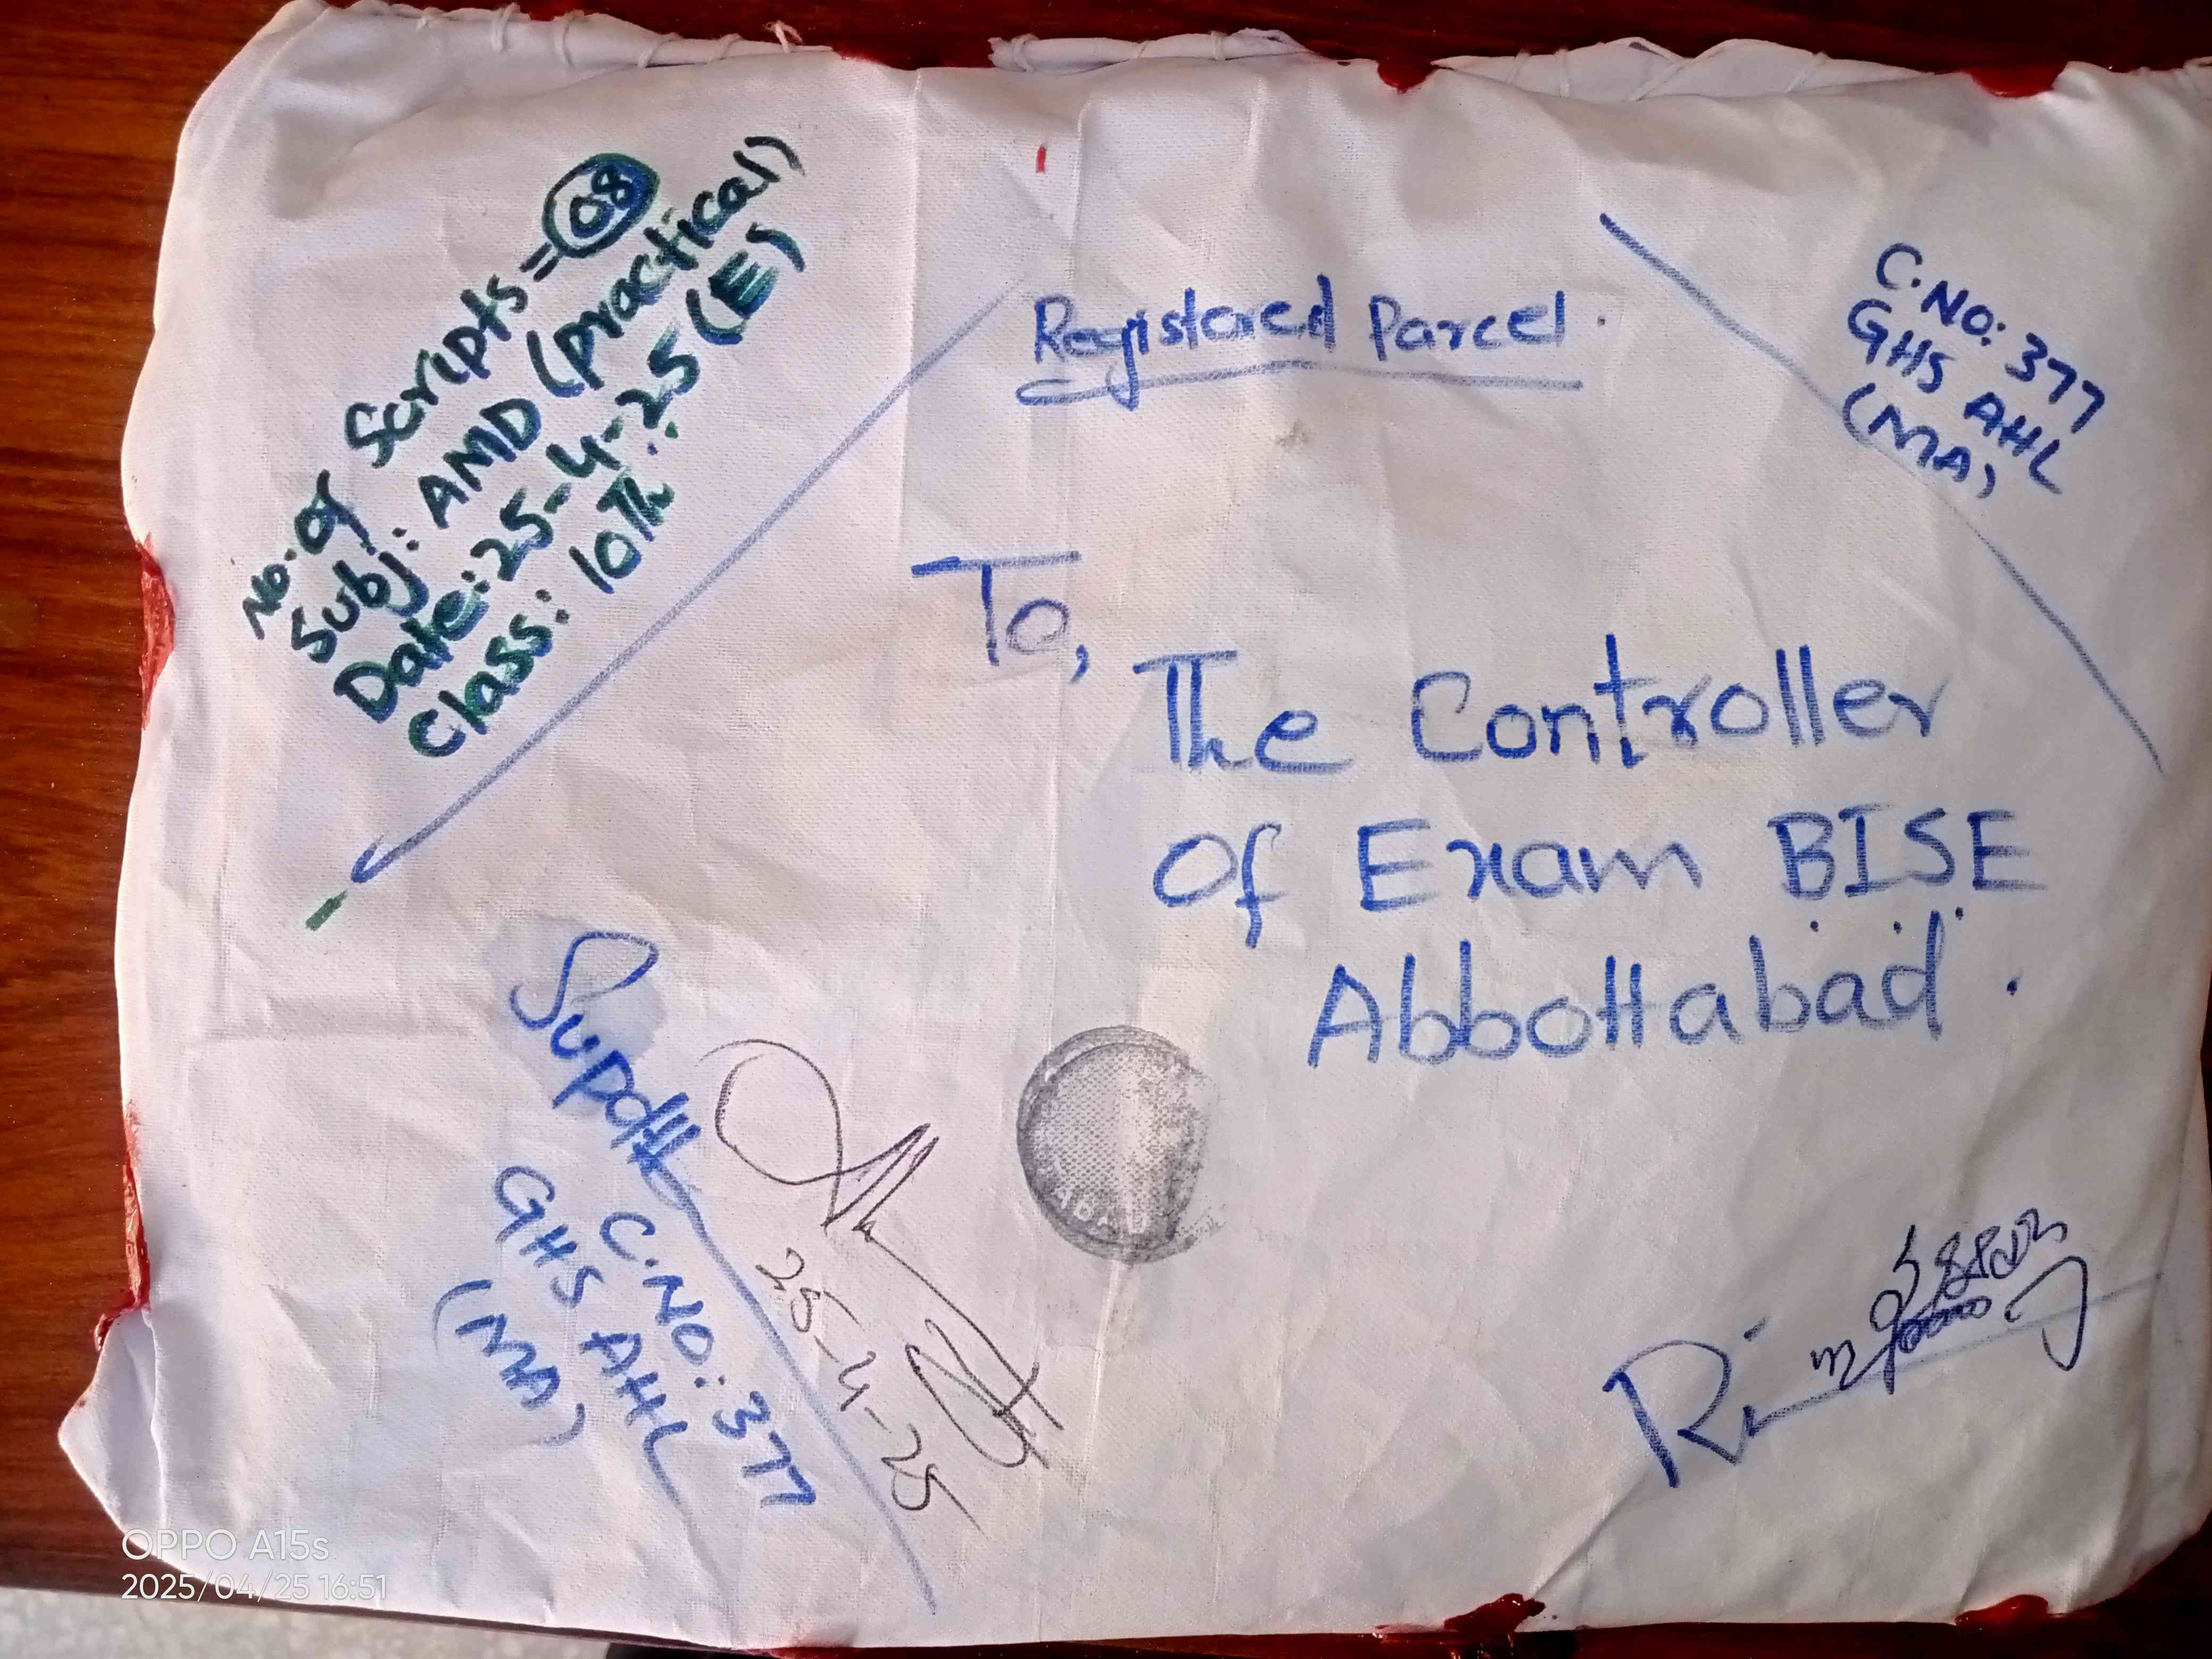 No. of Scripts = 08
Subj: AMD (practical)
Date: 25-4-25 (E)
Class: 10Th
Registered Parcel.
C.NO: 377
GHS AHL
(MA)
To,
The Controller
Of Exam BISE
Abbottabad.
Supdtt
C.NO: 377
GHS AHL
(MA)
25-4-25
OPPO A15s
2025/04/25 16:51